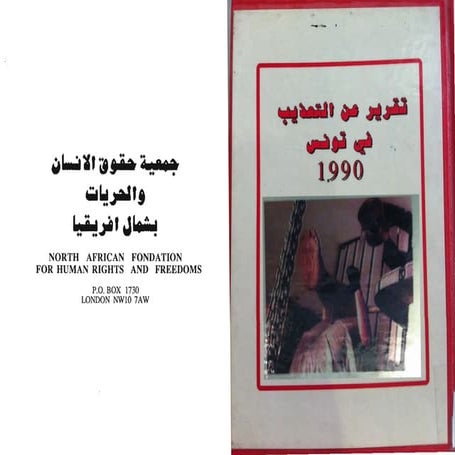 جمعية حقوق الانسان
والحريات
بشمال افريقيا
NORTH AFRICAN FONDATION
FOR HUMAN RIGHTS AND FREEDOMS
P.O. BOX 1730
LONDON NW10 7AW
تقرير عن التعذيب
في تونس
1990